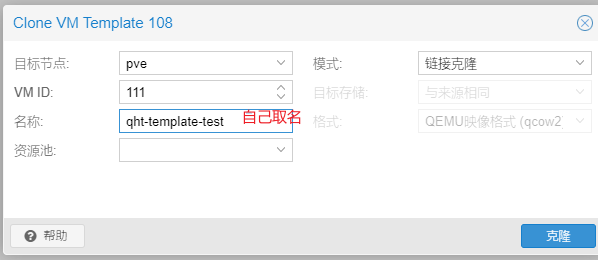 Clone VM Template 108
目标节点: pve 模式: 链接克隆
VM ID: 111 目标存储: 与来源相同
名称: qht-template-test 自己取名 格式: QEMU映像格式 (qcow2)
资源池:
帮助 克隆